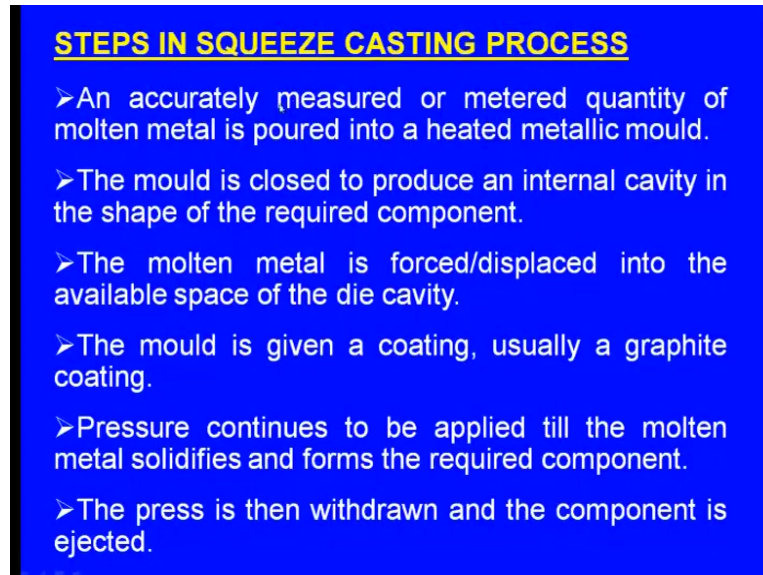 STEPS IN SQUEEZE CASTING PROCESS
➢An accurately measured or metered quantity of
molten metal is poured into a heated metallic mould.
➢The mould is closed to produce an internal cavity in
the shape of the required component.
➢The molten metal is forced/displaced into the
available space of the die cavity.
➢The mould is given a coating, usually a graphite
coating.
➢Pressure continues to be applied till the molten
metal solidifies and forms the required component.
➢The press is then withdrawn and the component is
ejected.